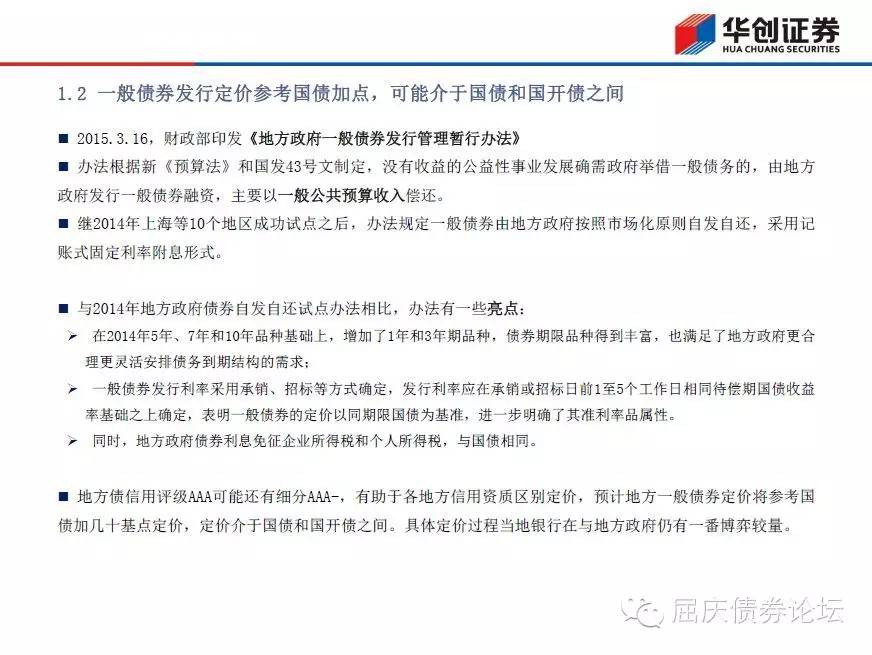 华创证券
HUA CHUANG SECURITIES
1.2 一般债券发行定价参考国债加点，可能介于国债和国开债之间
■ 2015.3.16，财政部印发《地方政府一般债券发行管理暂行办法》
■ 办法根据新《预算法》和国发43号文制定，没有收益的公益性事业发展确需政府举借一般债务的，由地方
政府发行一般债券融资，主要以一般公共预算收入偿还。
■ 继2014年上海等10个地区成功试点之后，办法规定一般债券由地方政府按照市场化原则自发自还，采用记
账式固定利率附息形式。
■ 与2014年地方政府债券自发自还试点办法相比，办法有一些亮点：
➢ 在2014年5年、7年和10年品种基础上，增加了1年和3年期品种，债券期限品种得到丰富，也满足了地方政府更合
理更灵活安排债务到期结构的需求；
➢ 一般债券发行利率采用承销、招标等方式确定，发行利率应在承销或招标日前1至5个工作日相同待偿期国债收益
率基础之上确定，表明一般债券的定价以同期限国债为基准，进一步明确了其准利率品属性。
➢ 同时，地方政府债券利息免征企业所得税和个人所得税，与国债相同。
■ 地方债信用评级AAA可能还有细分AAA-，有助于各地方信用资质区别定价，预计地方一般债券定价将参考国
债加几十基点定价，定价介于国债和国开债之间。具体定价过程当地银行在与地方政府仍有一番博弈较量。
屈庆债券论坛